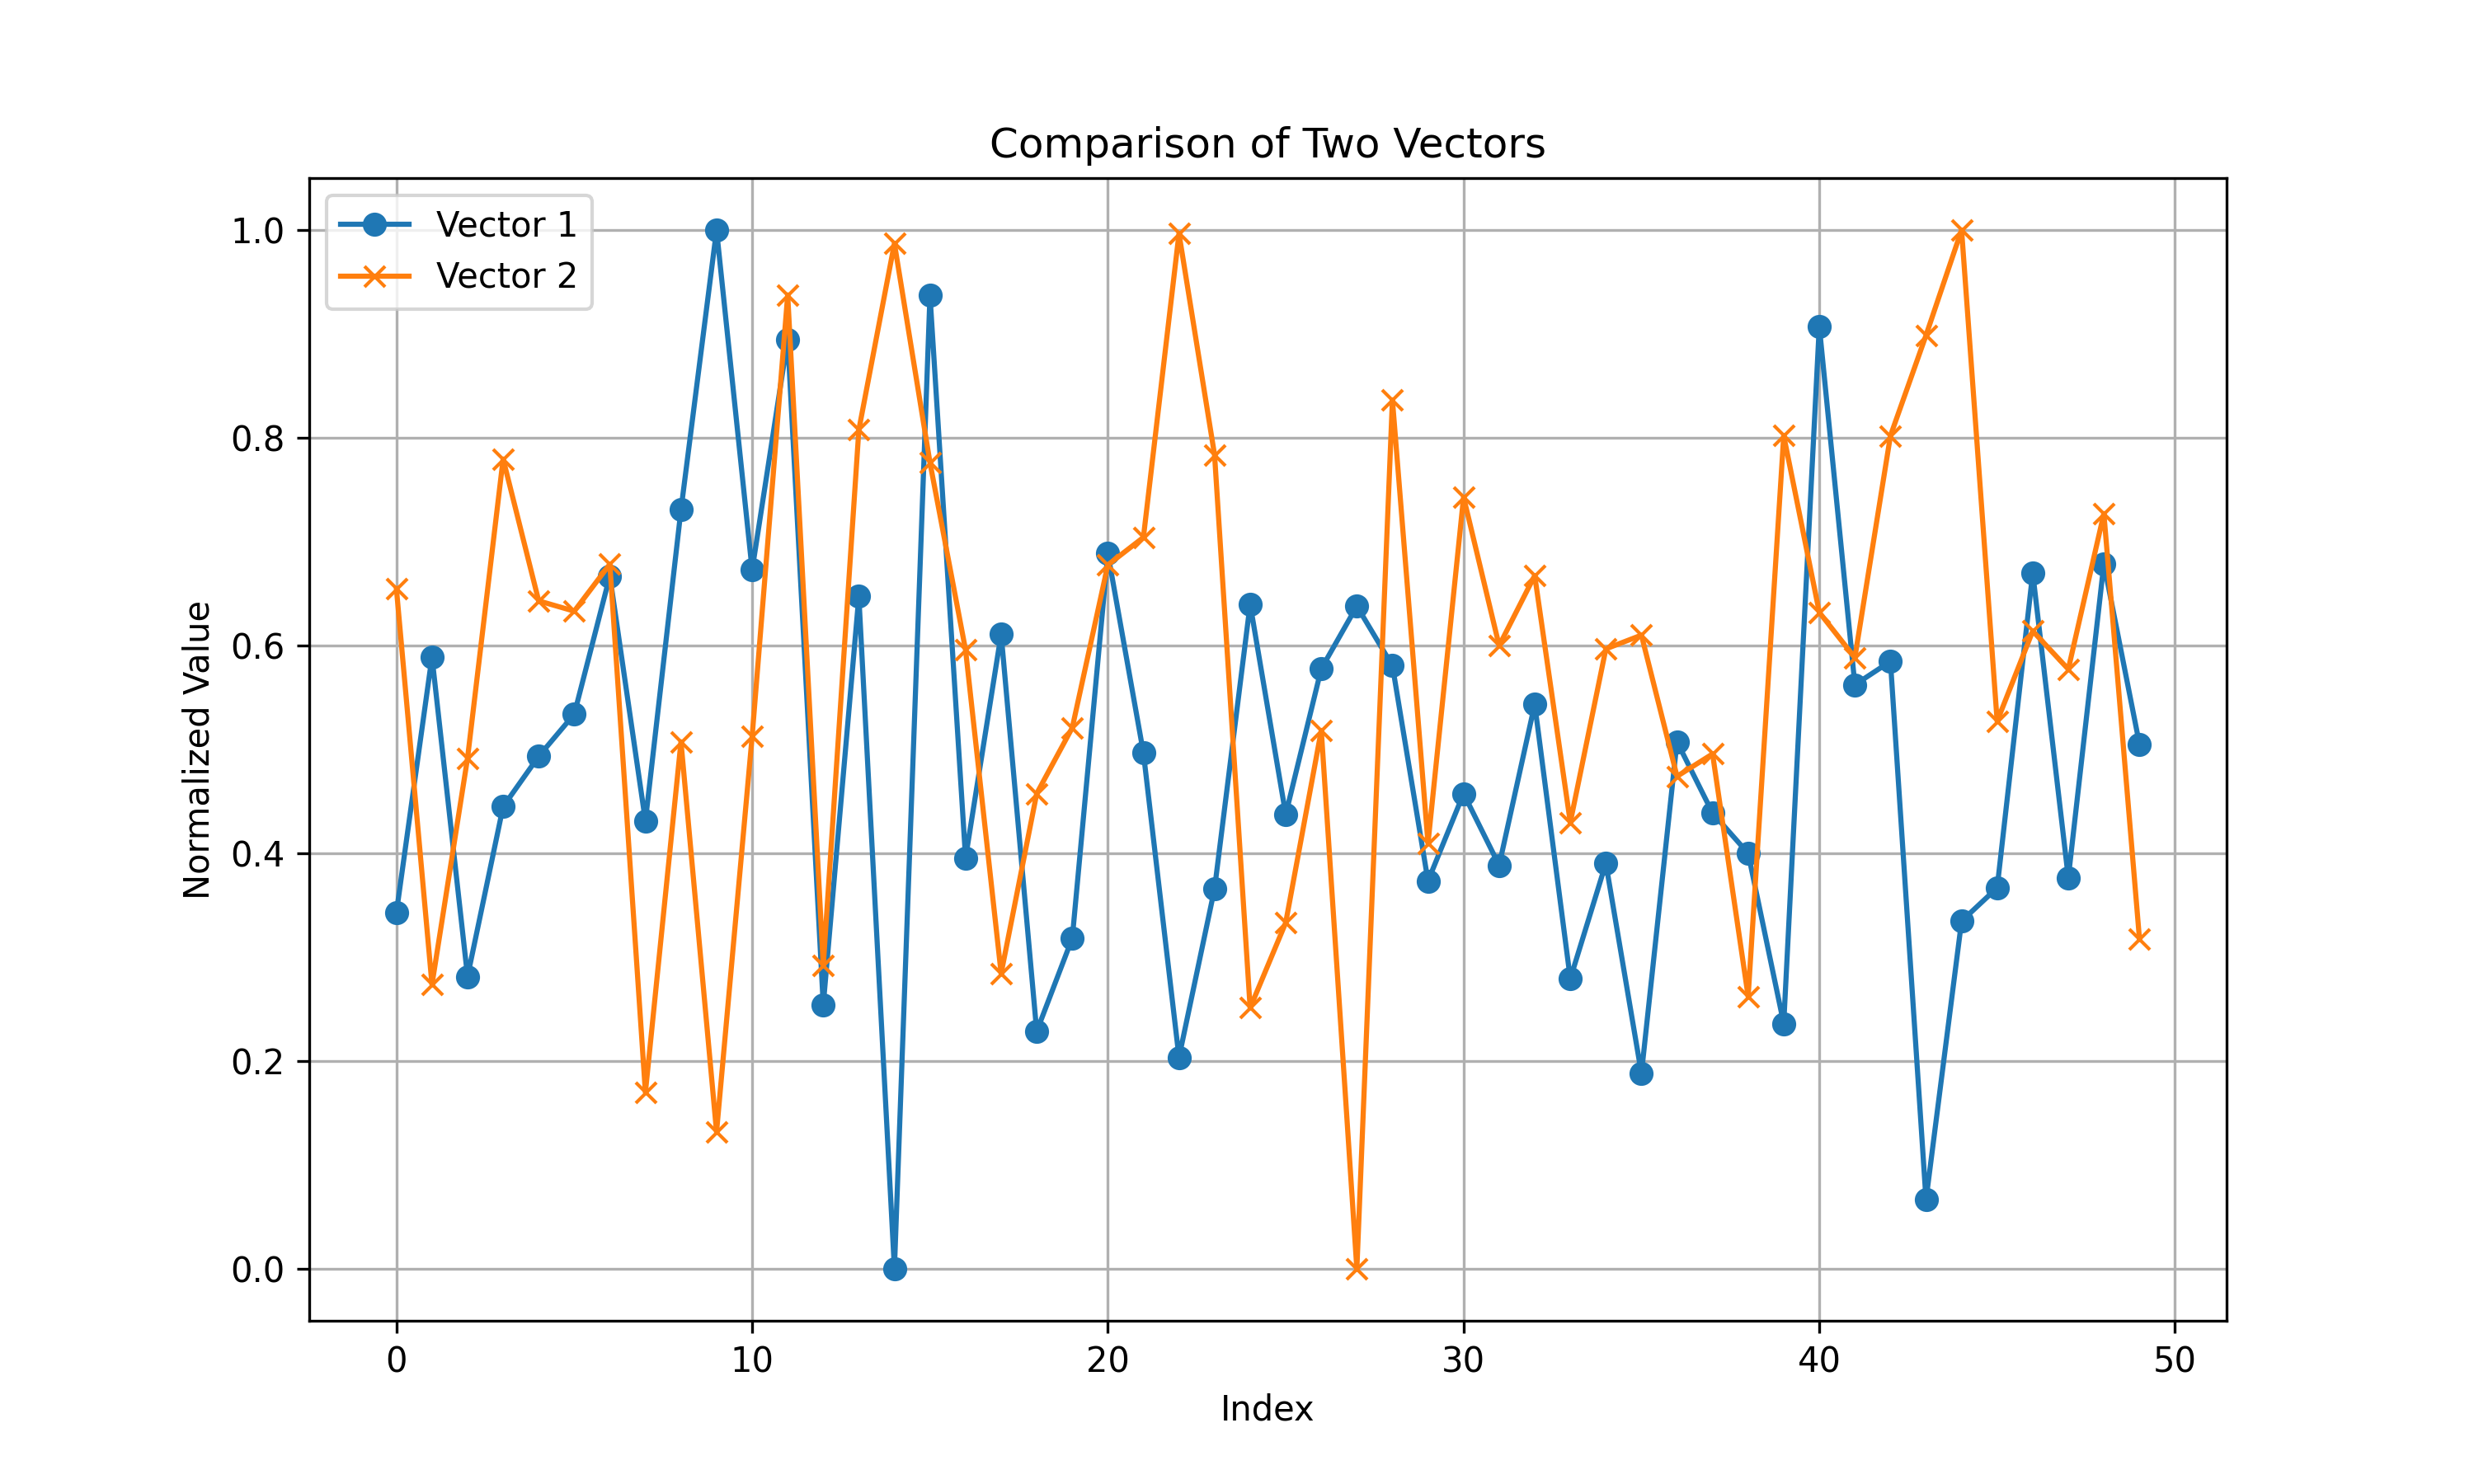 Comparison of Two Vectors
Vector 1
Vector 2
Normalized Value
1.0
0.8
0.6
0.4
0.2
0.0
0 10 20 30 40 50
Index